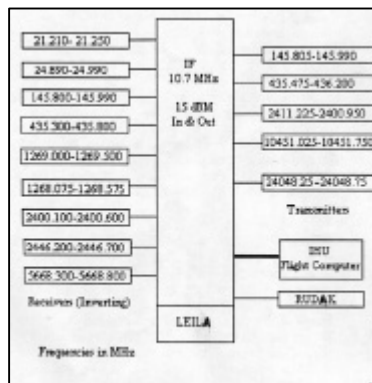 21.210- 21.250
24.890-24.990
145.800-145.990
435.300-435.800
1269.000-1269.500
1268.075-1268.575
2400.100-2400.600
2446.200-2446.700
5668.300-5668.800
Receivers (Inverting)
Frequencies in MHz
IF
10.7 MHz
15 dBM
In & Out
LEILA
145.805-145.990
435.475-436.200
2411.225-2400.950
10451.025-10451.750
24048.25-24048.75
Transmitters
IHU
Flight Computer
RUDAK